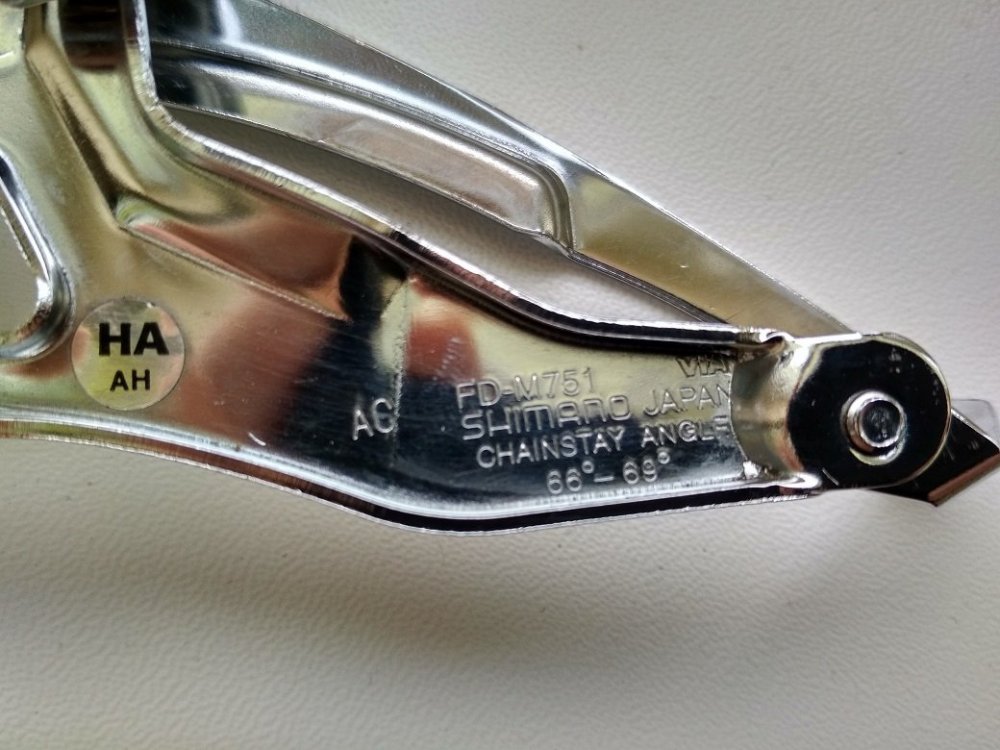 HA
AH
AC
FD-M751
SHIMANO JAPAN
CHAINSTAY ANGLE
66°–69°